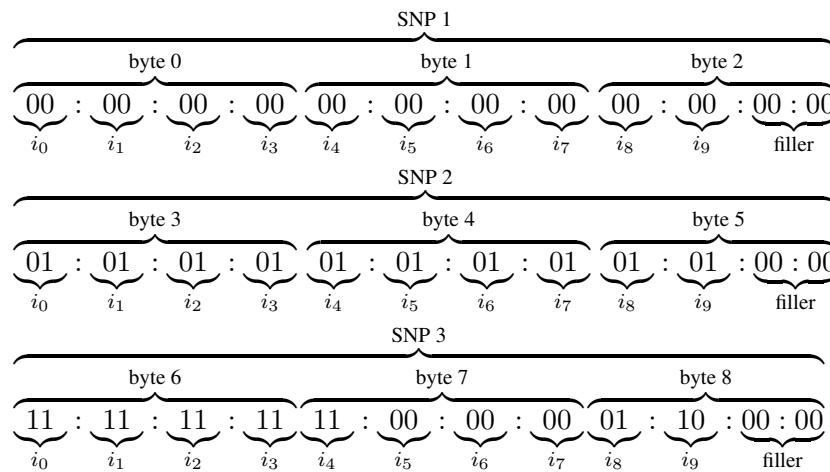 SNP 1
byte 0 byte 1 byte 2
00 : 00 : 00 : 00 00 : 00 : 00 : 00 00 : 00 : 00 : 00
i₀ i₁ i₂ i₃ i₄ i₅ i₆ i₇ i₈ i₉ filler
SNP 2
byte 3 byte 4 byte 5
01 : 01 : 01 : 01 01 : 01 : 01 : 01 01 : 01 : 00 : 00
i₀ i₁ i₂ i₃ i₄ i₅ i₆ i₇ i₈ i₉ filler
SNP 3
byte 6 byte 7 byte 8
11 : 11 : 11 : 11 11 : 00 : 00 : 00 01 : 10 : 00 : 00
i₀ i₁ i₂ i₃ i₄ i₅ i₆ i₇ i₈ i₉ filler